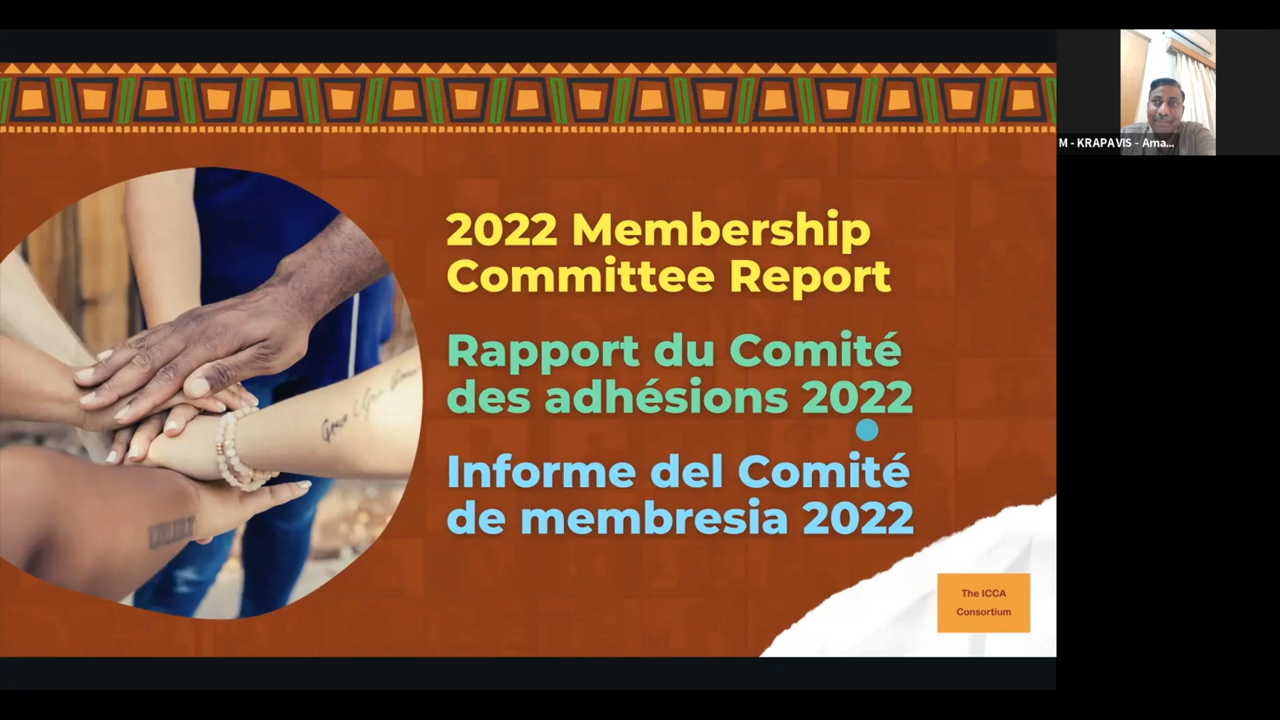 2022 Membership
Committee Report
Rapport du Comité
des adhésions 2022
Informe del Comité
de membresia 2022
The ICCA
Consortium
M - KRAPAVIS - Ama...